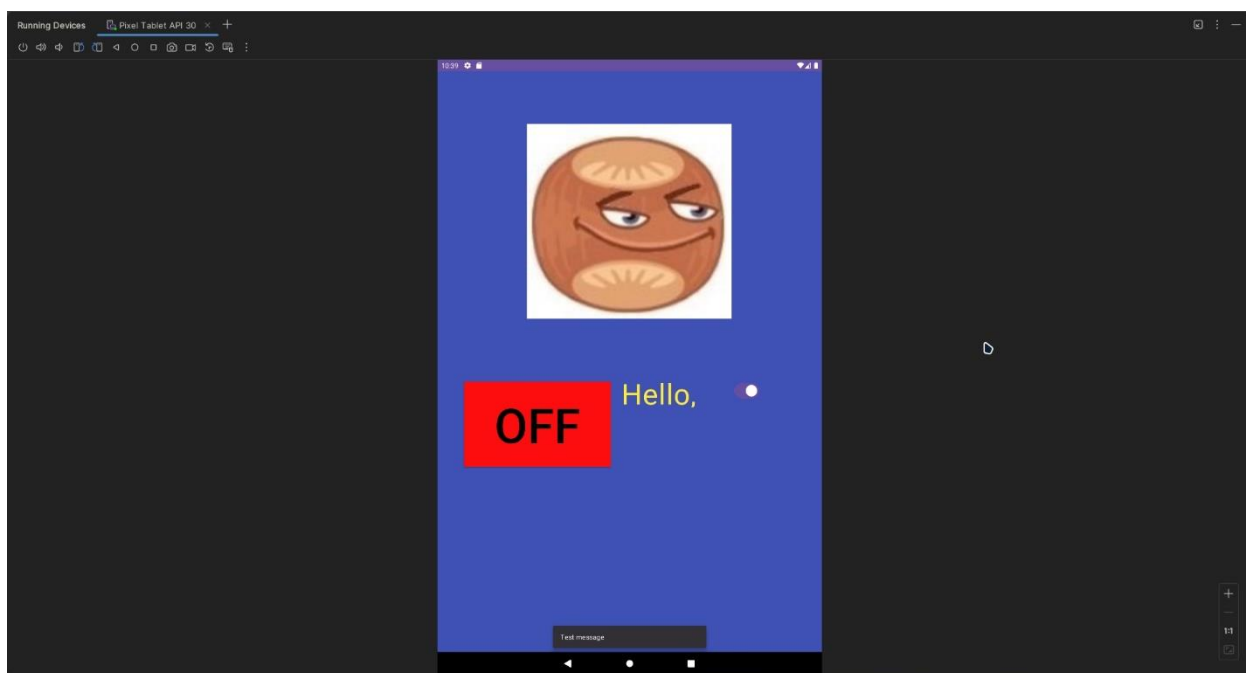 Running Devices Pixel Tablet API 30
10:39
Hello,
OFF
Test message
1:1